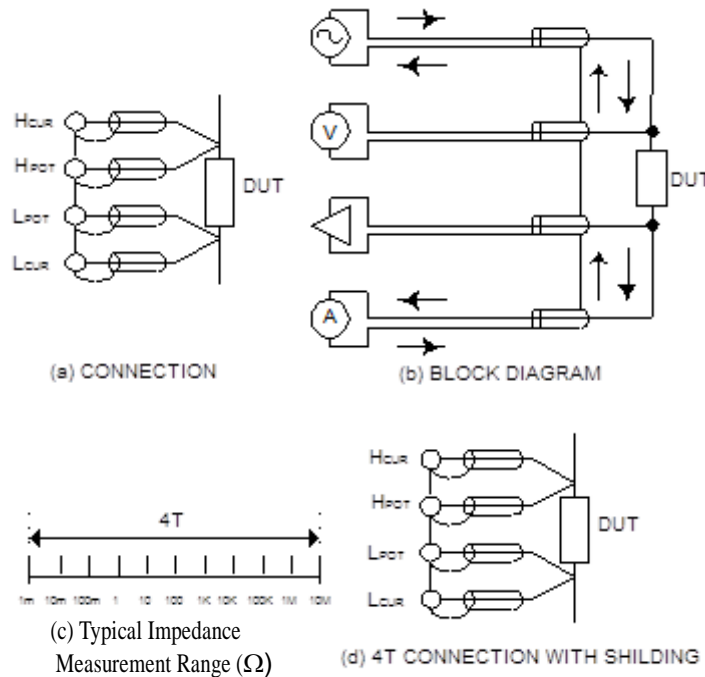 HCUR
HPOT
LPOT
LCUR
DUT
(a) CONNECTION
V
A
DUT
(b) BLOCK DIAGRAM
4T
1m 10m 100m 1 10 100 1K 10K 100K 1M 10M
(c) Typical Impedance
Measurement Range (Ω)
HCUR
HPOT
LPOT
LCUR
DUT
(d) 4T CONNECTION WITH SHILDING